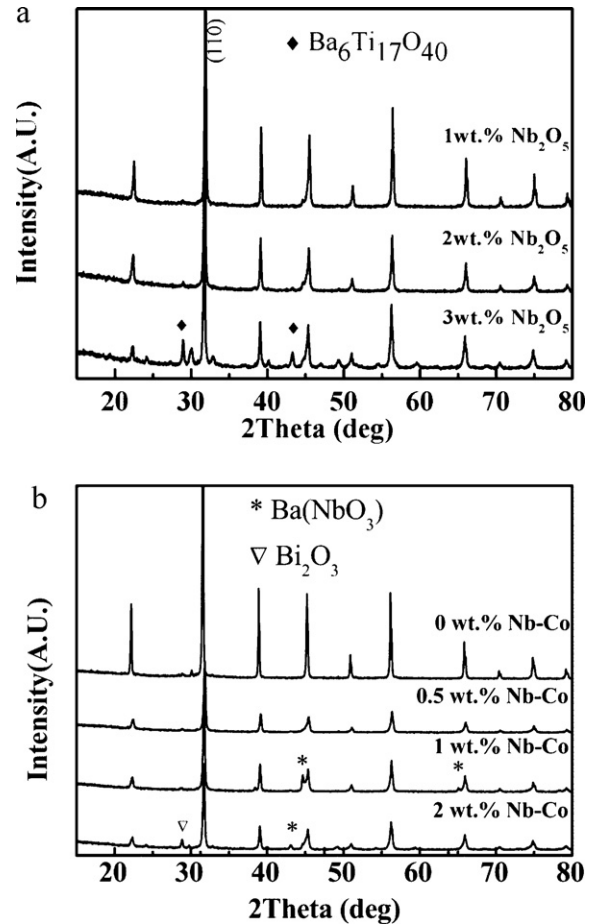 a
♦ Ba₆Ti₁₇O₄₀
(110)
1wt.% Nb₂O₅
2wt.% Nb₂O₅
3wt.% Nb₂O₅
♦ ♦
Intensity(A.U.)
20 30 40 50 60 70 80
2Theta (deg)
b
* Ba(NbO₃)
▽ Bi₂O₃
0 wt.% Nb-Co
0.5 wt.% Nb-Co
1 wt.% Nb-Co
* *
2 wt.% Nb-Co
▽ *
Intensity(A.U.)
20 30 40 50 60 70 80
2Theta (deg)